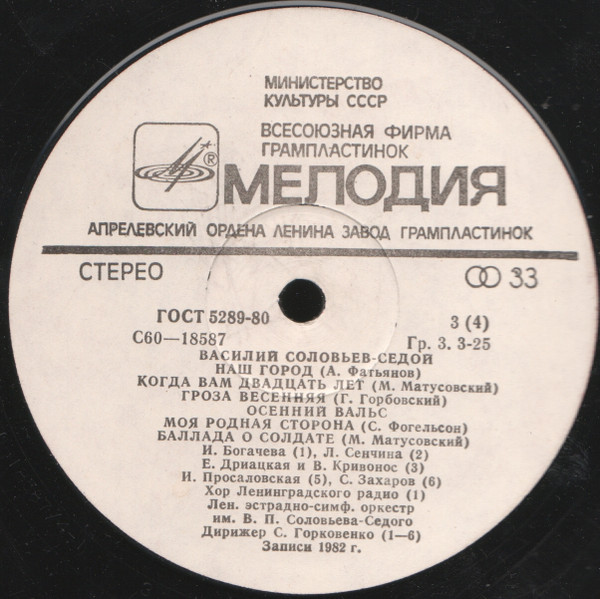 МИНИСТЕРСТВО
КУЛЬТУРЫ СССР
ВСЕСОЮЗНАЯ ФИРМА
ГРАМПЛАСТИНОК
®
МЕЛОДИЯ
АПРЕЛЕВСКИЙ ОРДЕНА ЛЕНИНА ЗАВОД ГРАМПЛАСТИНОК
СТЕРЕО 33
ГОСТ 5289-80 3 (4)
С60—18587 Гр. 3. 3-25
ВАСИЛИЙ СОЛОВЬЕВ-СЕДОЙ
НАШ ГОРОД (А. Фатьянов)
КОГДА ВАМ ДВАДЦАТЬ ЛЕТ (М. Матусовский)
ГРОЗА ВЕСЕННЯЯ (Г. Горбовский)
ОСЕННИЙ ВАЛЬС
МОЯ РОДНАЯ СТОРОНА (С. Фогельсон)
БАЛЛАДА О СОЛДАТЕ (М. Матусовский)
И. Богачева (1), Л. Сенчина (2)
Е. Дриацкая и В. Кривонос (3)
И. Просаловская (5), С. Захаров (6)
Хор Ленинградского радио (1)
Лен. эстрадно-симф. оркестр
им. В. П. Соловьева-Седого
Дирижер С. Горковенко (1—6)
Записи 1982 г.